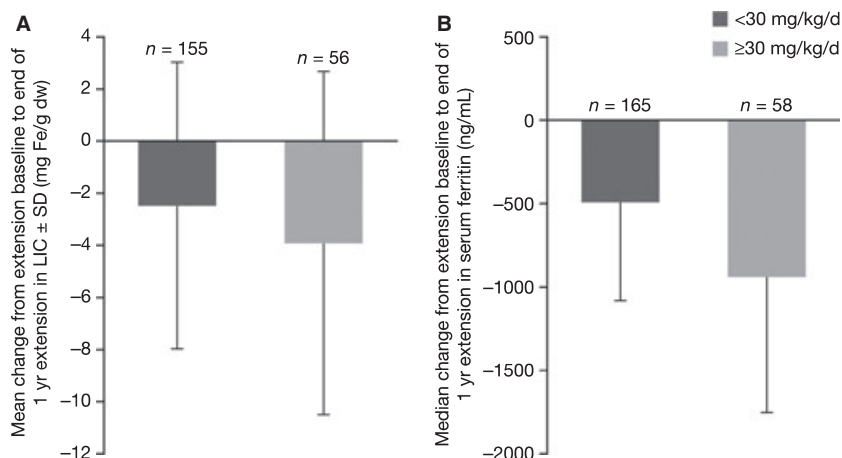 A
Mean change from extension baseline to end of
1 yr extension in LIC ± SD (mg Fe/g dw)
4
2
0
−2
−4
−6
−8
−10
−12
n = 155
n = 56
B
<30 mg/kg/d
≥30 mg/kg/d
Median change from extension baseline to end of
1 yr extension in serum ferritin (ng/mL)
500
0
−500
−1000
−1500
−2000
n = 165
n = 58